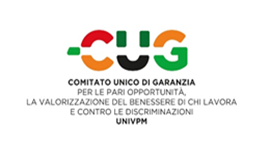 CUG
COMITATO UNICO DI GARANZIA
PER LE PARI OPPORTUNITÀ,
LA VALORIZZAZIONE DEL BENESSERE DI CHI LAVORA
E CONTRO LE DISCRIMINAZIONI
UNIVPM